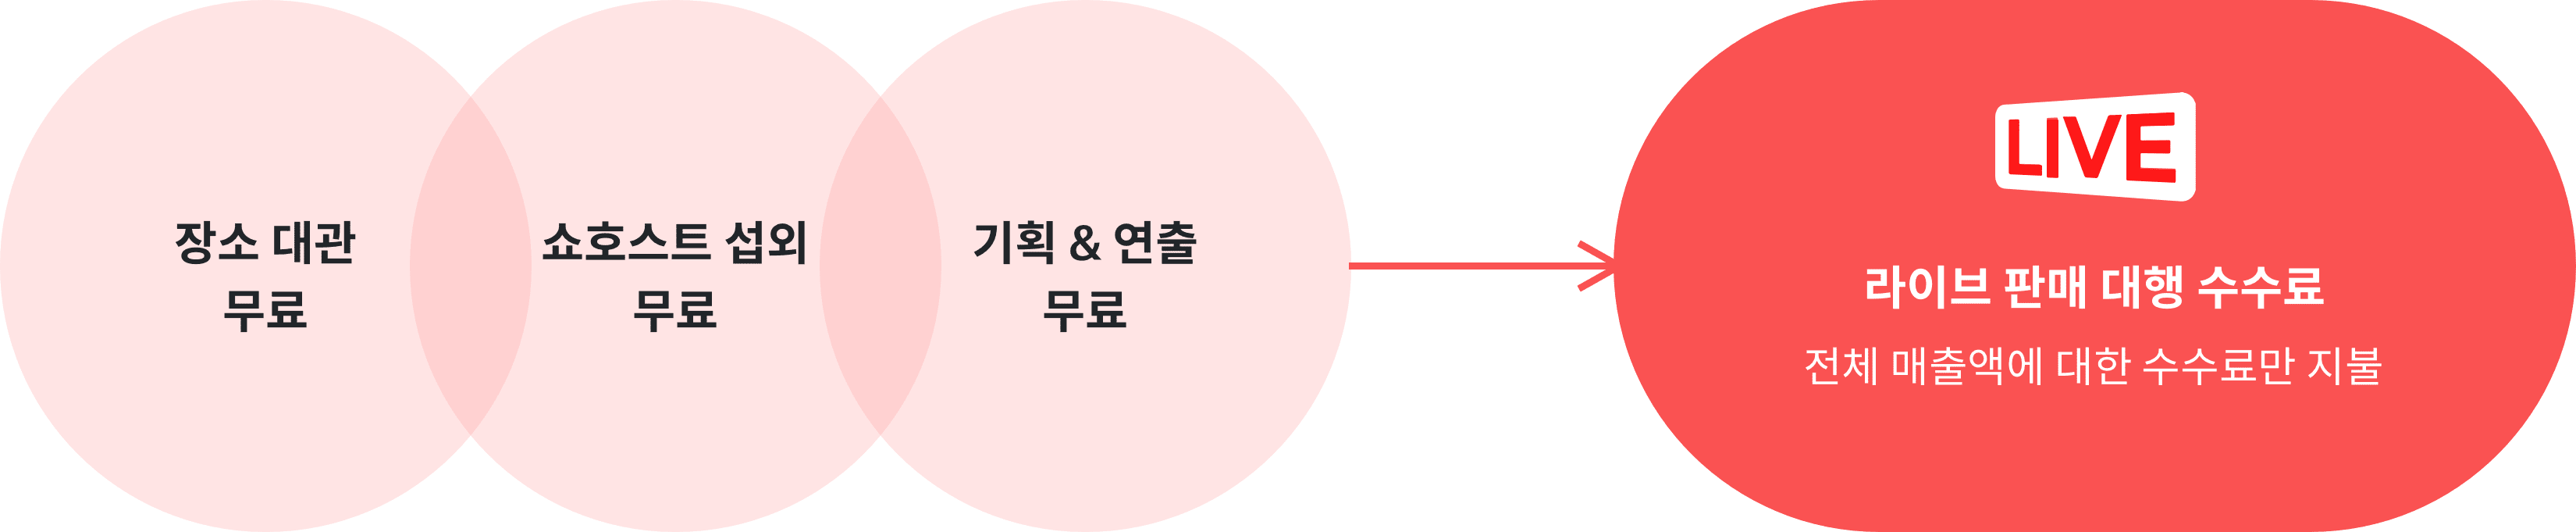 장소 대관
무료
쇼호스트 섭외
무료
기획 & 연출
무료
LIVE
라이브 판매 대행 수수료
전체 매출액에 대한 수수료만 지불